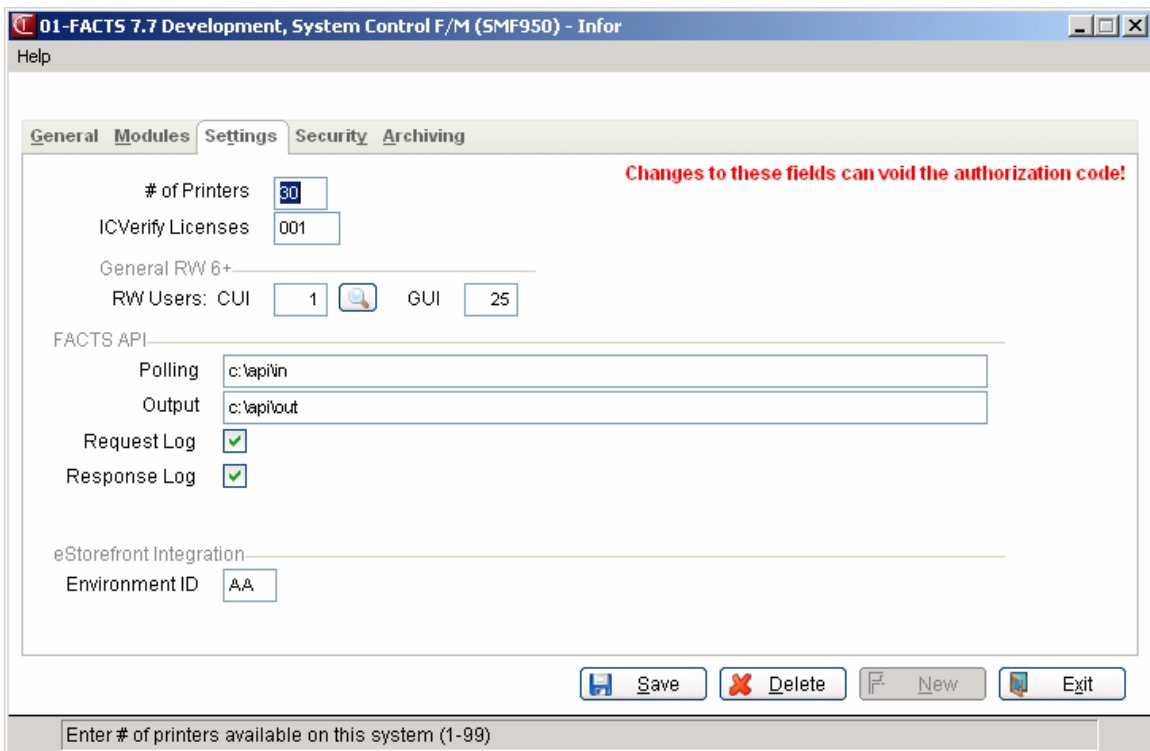 01-FACTS 7.7 Development, System Control F/M (SMF950) - Infor
Help
General Modules Settings Security Archiving
Changes to these fields can void the authorization code!
# of Printers 30
ICVerify Licenses 001
General RW 6+
RW Users: CUI 1 GUI 25
FACTS API
Polling c:\api\in
Output c:\api\out
Request Log
Response Log
eStorefront Integration
Environment ID AA
Save Delete New Exit
Enter # of printers available on this system (1-99)